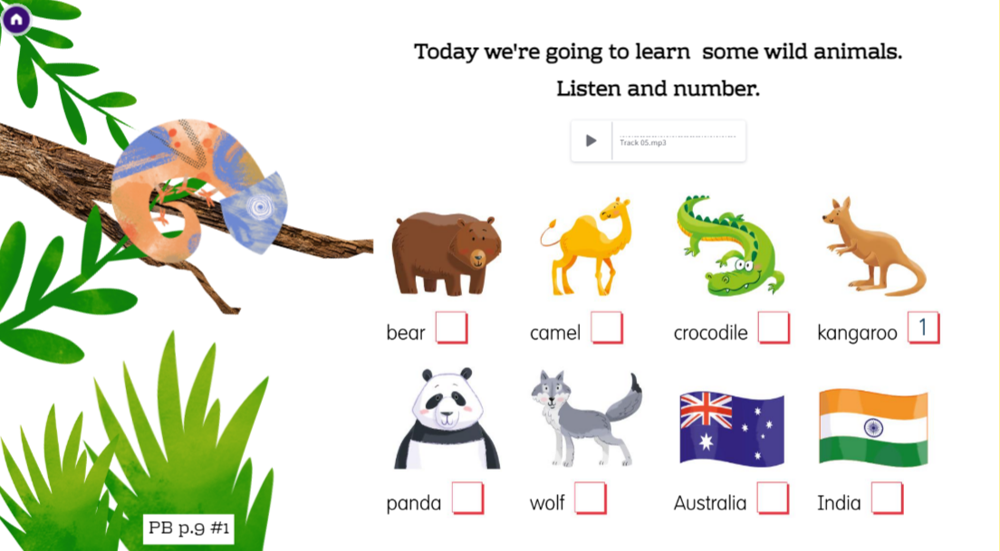 Today we're going to learn some wild animals.
Listen and number.
Track 05.mp3
bear
camel
crocodile
kangaroo 1
panda
wolf
Australia
India
PB p.9 #1